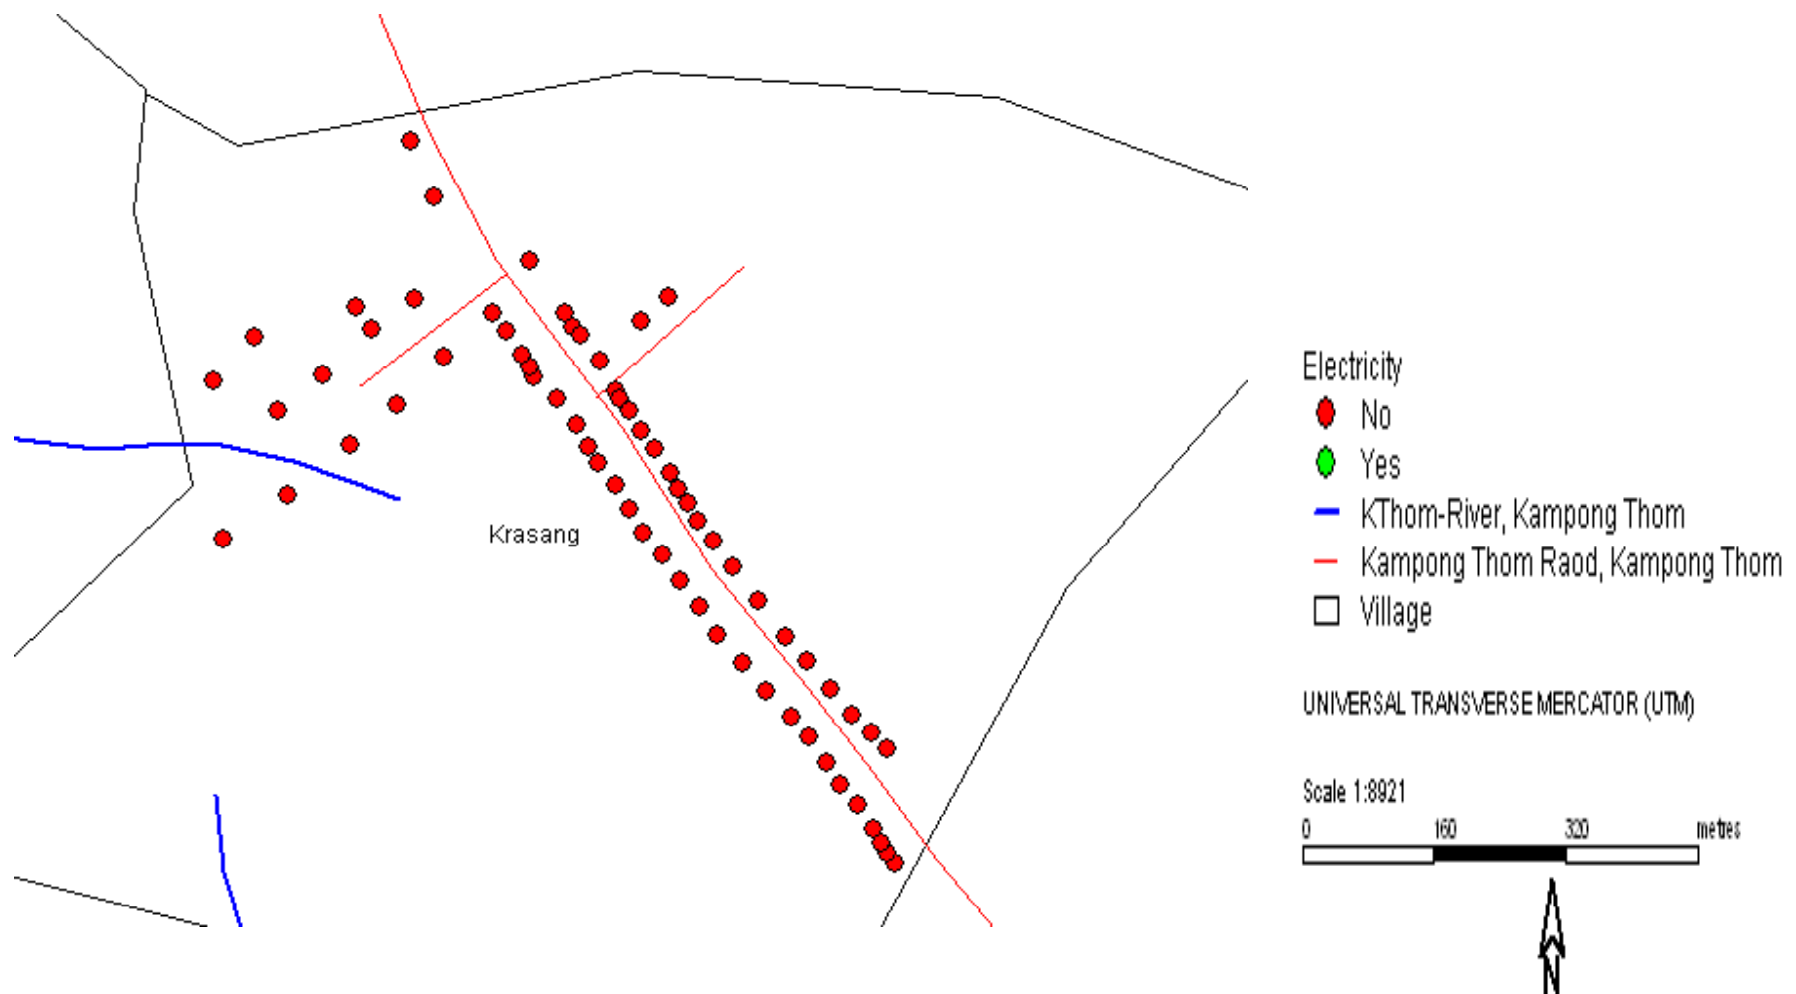 Krasang
Electricity
No
Yes
KThom-River, Kampong Thom
Kampong Thom Raod, Kampong Thom
Village
UNIVERSAL TRANSVERSE MERCATOR (UTM)
Scale 1:8921
0 160 320 metres
N